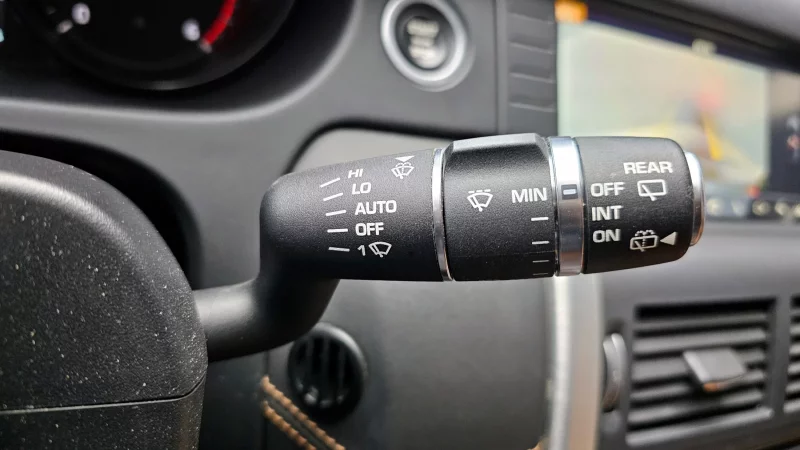 HI
LO
AUTO
OFF
1
MIN
REAR
OFF
INT
ON